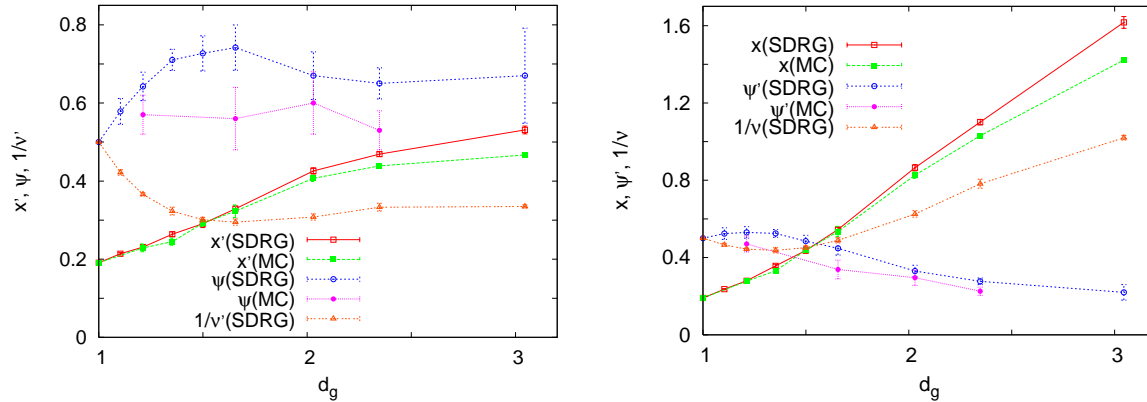 x', ψ, 1/ν'
0.8
0.6
0.4
0.2
0
x'(SDRG)
x'(MC)
ψ(SDRG)
ψ(MC)
1/ν'(SDRG)
1
2
3
d_g
x, ψ', 1/ν
1.6
1.2
0.8
0.4
0
x(SDRG)
x(MC)
ψ'(SDRG)
ψ'(MC)
1/ν(SDRG)
1
2
3
d_g